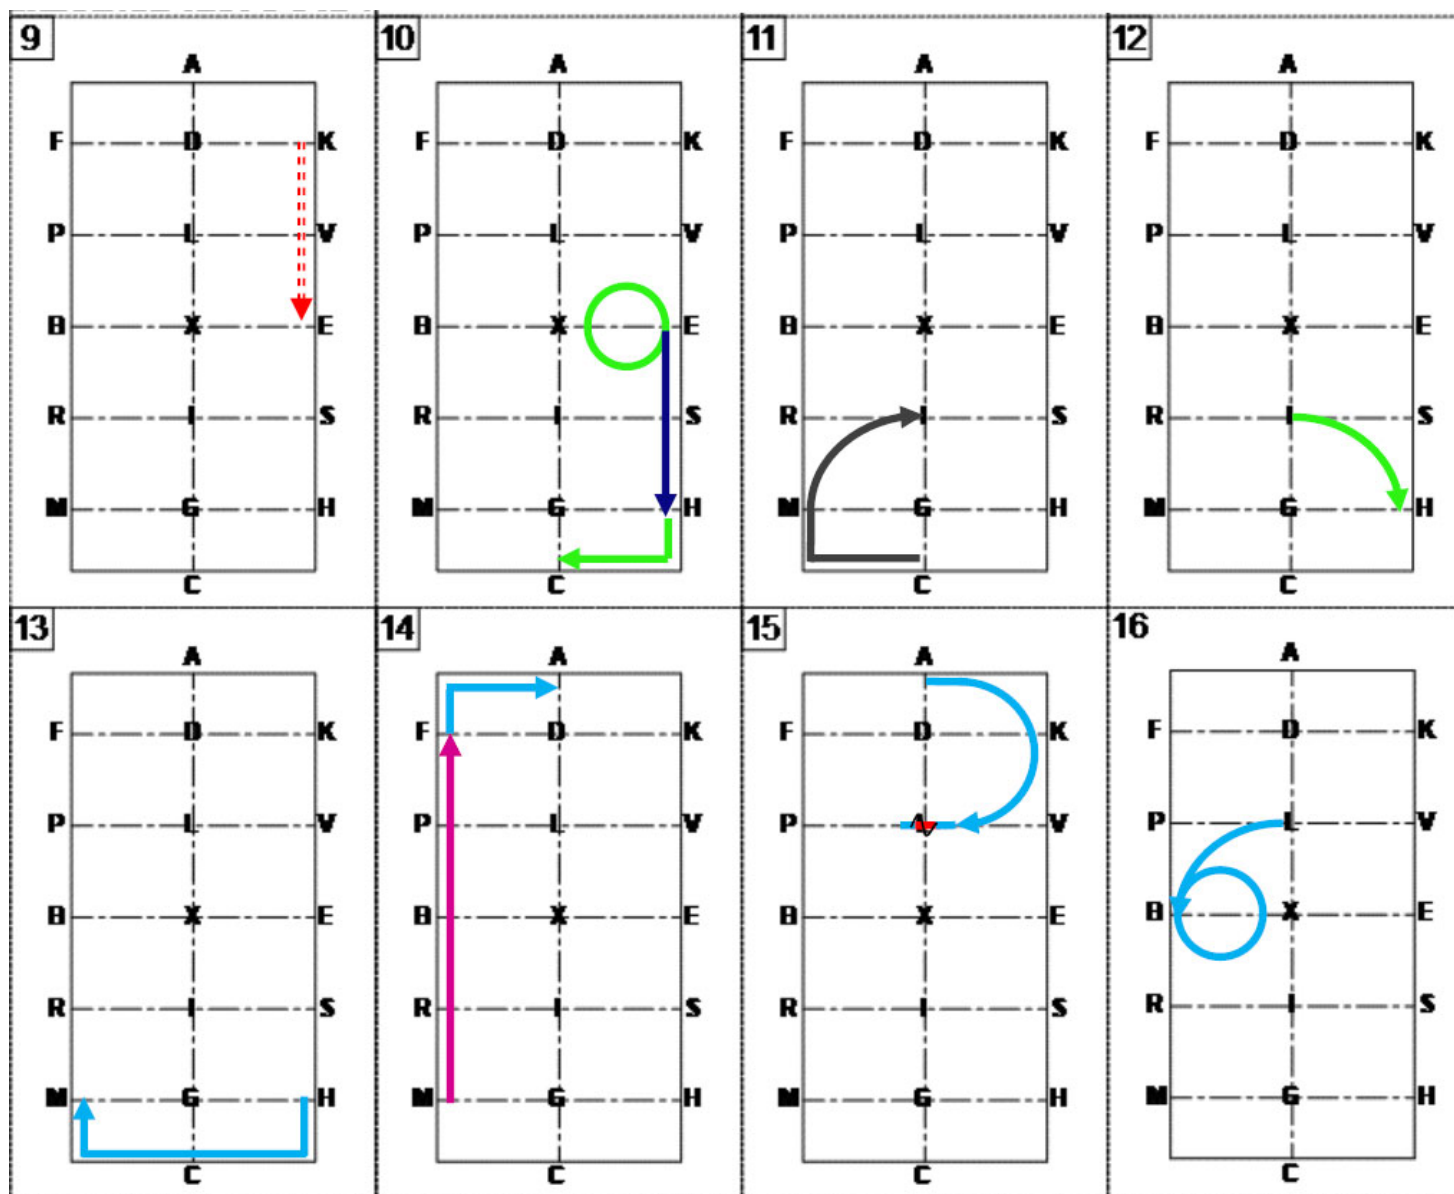 9 10 11 12
A A A A
F D K F D K F D K F D K
P L V P L V P L V P L V
B X E B X E B X E B X E
R I S R I S R I S R I S
M G H M G H M G H M G H
C C C C
13 14 15 16
A A A A
F D K F D K F D K F D K
P L V P L V P V P L V
B X E B X E B X E B X E
R I S R I S R I S R I S
M G H M G H M G H M G H
C C C C